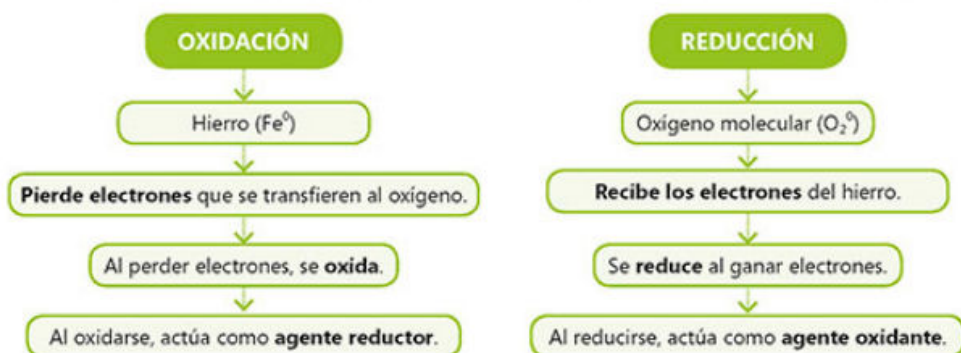 OXIDACIÓN
Hierro (Fe⁰)
Pierde electrones que se transfieren al oxígeno.
Al perder electrones, se oxida.
Al oxidarse, actúa como agente reductor.
REDUCCIÓN
Oxígeno molecular (O₂⁰)
Recibe los electrones del hierro.
Se reduce al ganar electrones.
Al reducirse, actúa como agente oxidante.